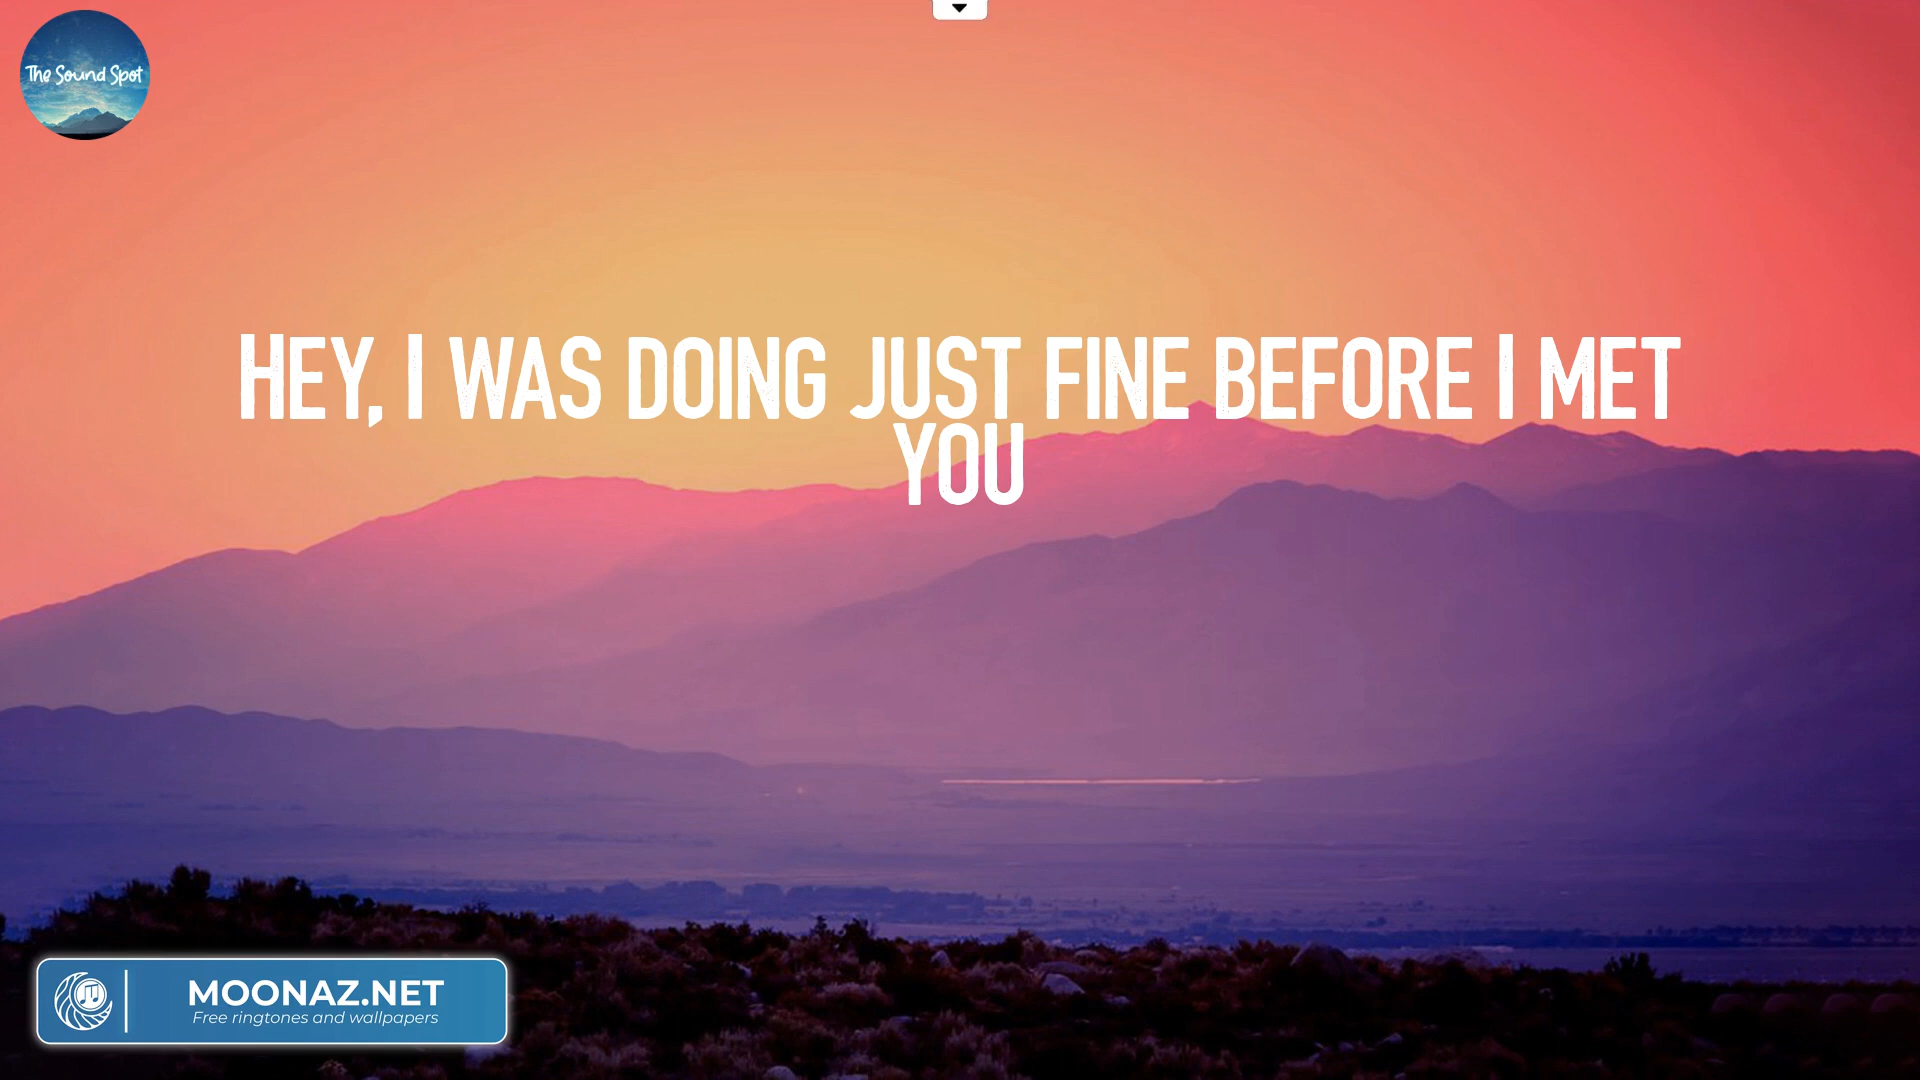 The Sound Spot
HEY, I WAS DOING JUST FINE BEFORE I MET
YOU
MOONAZ.NET
Free ringtones and wallpapers